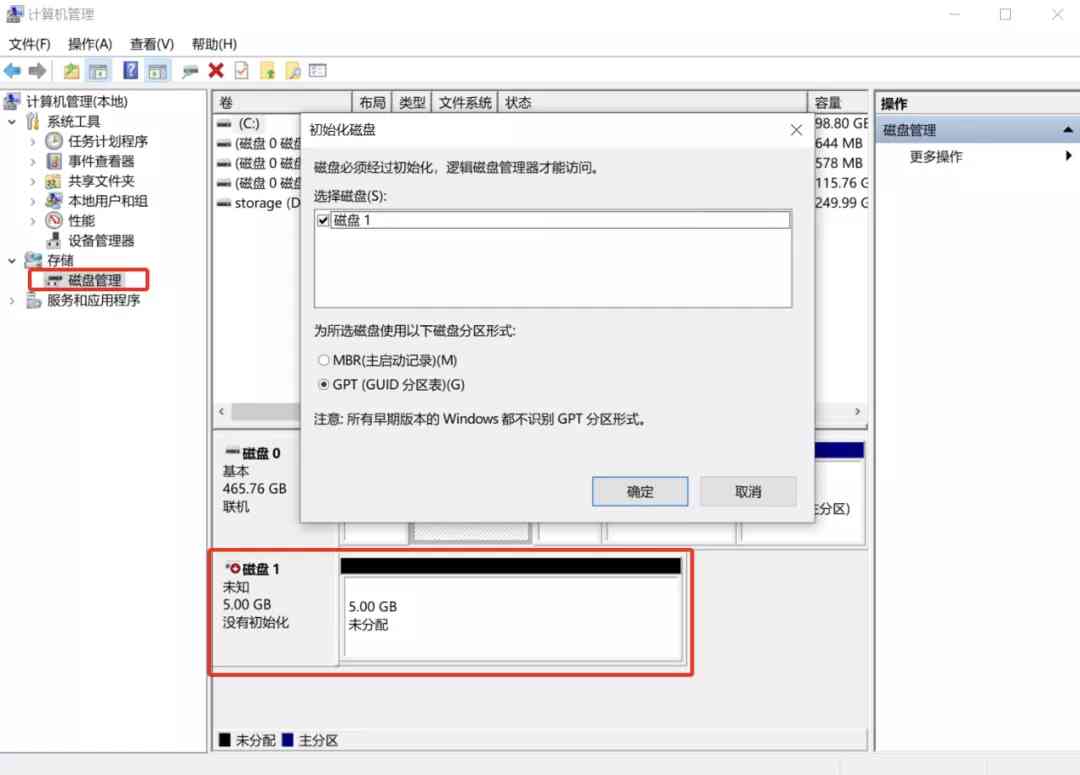 计算机管理
文件(F) 操作(A) 查看(V) 帮助(H)
计算机管理(本地)
系统工具
任务计划程序
事件查看器
共享文件夹
本地用户和组
性能
设备管理器
存储
磁盘管理
服务和应用程序
卷 布局 类型 文件系统 状态 容量
(C:) 98.80 GB
(磁盘 0 磁盘 644 MB
(磁盘 0 磁盘 578 MB
(磁盘 0 磁盘 115.76 G
storage (D 249.99 G
初始化磁盘
磁盘必须经过初始化，逻辑磁盘管理器才能访问。
选择磁盘(S):
磁盘 1
为所选磁盘使用以下磁盘分区形式:
MBR(主启动记录)(M)
GPT (GUID 分区表)(G)
注意: 所有早期版本的 Windows 都不识别 GPT 分区形式。
确定 取消
磁盘 0
基本
465.76 GB
联机
主分区)
磁盘 1
未知
5.00 GB
没有初始化
5.00 GB
未分配
未分配 主分区
操作
磁盘管理
更多操作